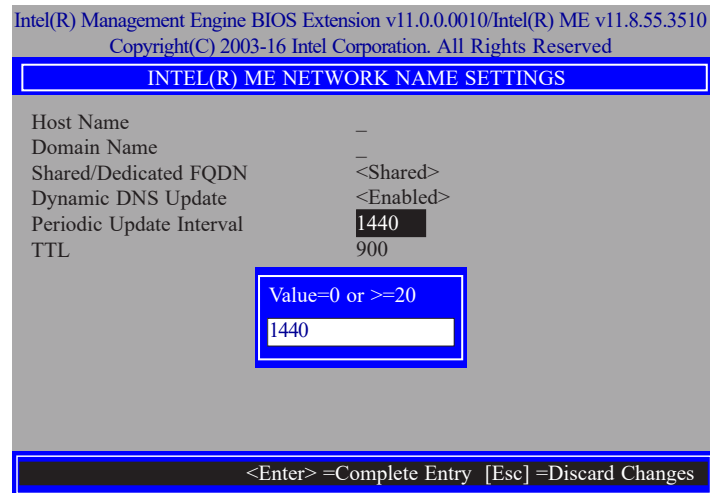 Intel(R) Management Engine BIOS Extension v11.0.0.0010/Intel(R) ME v11.8.55.3510
Copyright(C) 2003-16 Intel Corporation. All Rights Reserved
INTEL(R) ME NETWORK NAME SETTINGS
Host Name _
Domain Name _
Shared/Dedicated FQDN <Shared>
Dynamic DNS Update <Enabled>
Periodic Update Interval 1440
TTL 900
Value=0 or >=20
1440
<Enter> =Complete Entry [Esc] =Discard Changes